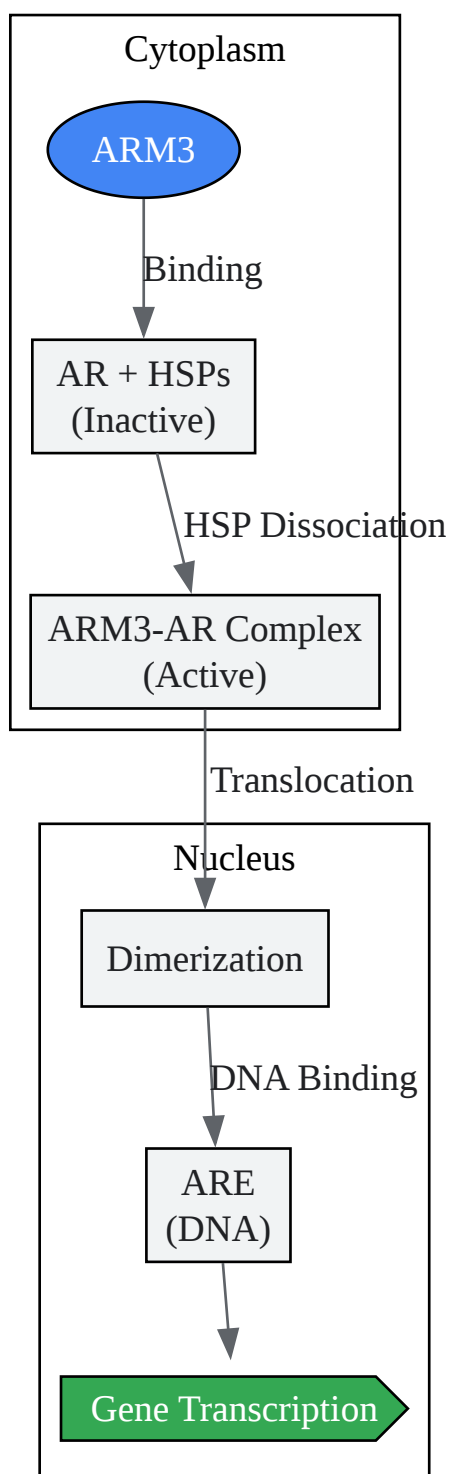 Cytoplasm
ARM3
Binding
AR + HSPs
(Inactive)
HSP Dissociation
ARM3-AR Complex
(Active)
Translocation
Nucleus
Dimerization
DNA Binding
ARE
(DNA)
Gene Transcription